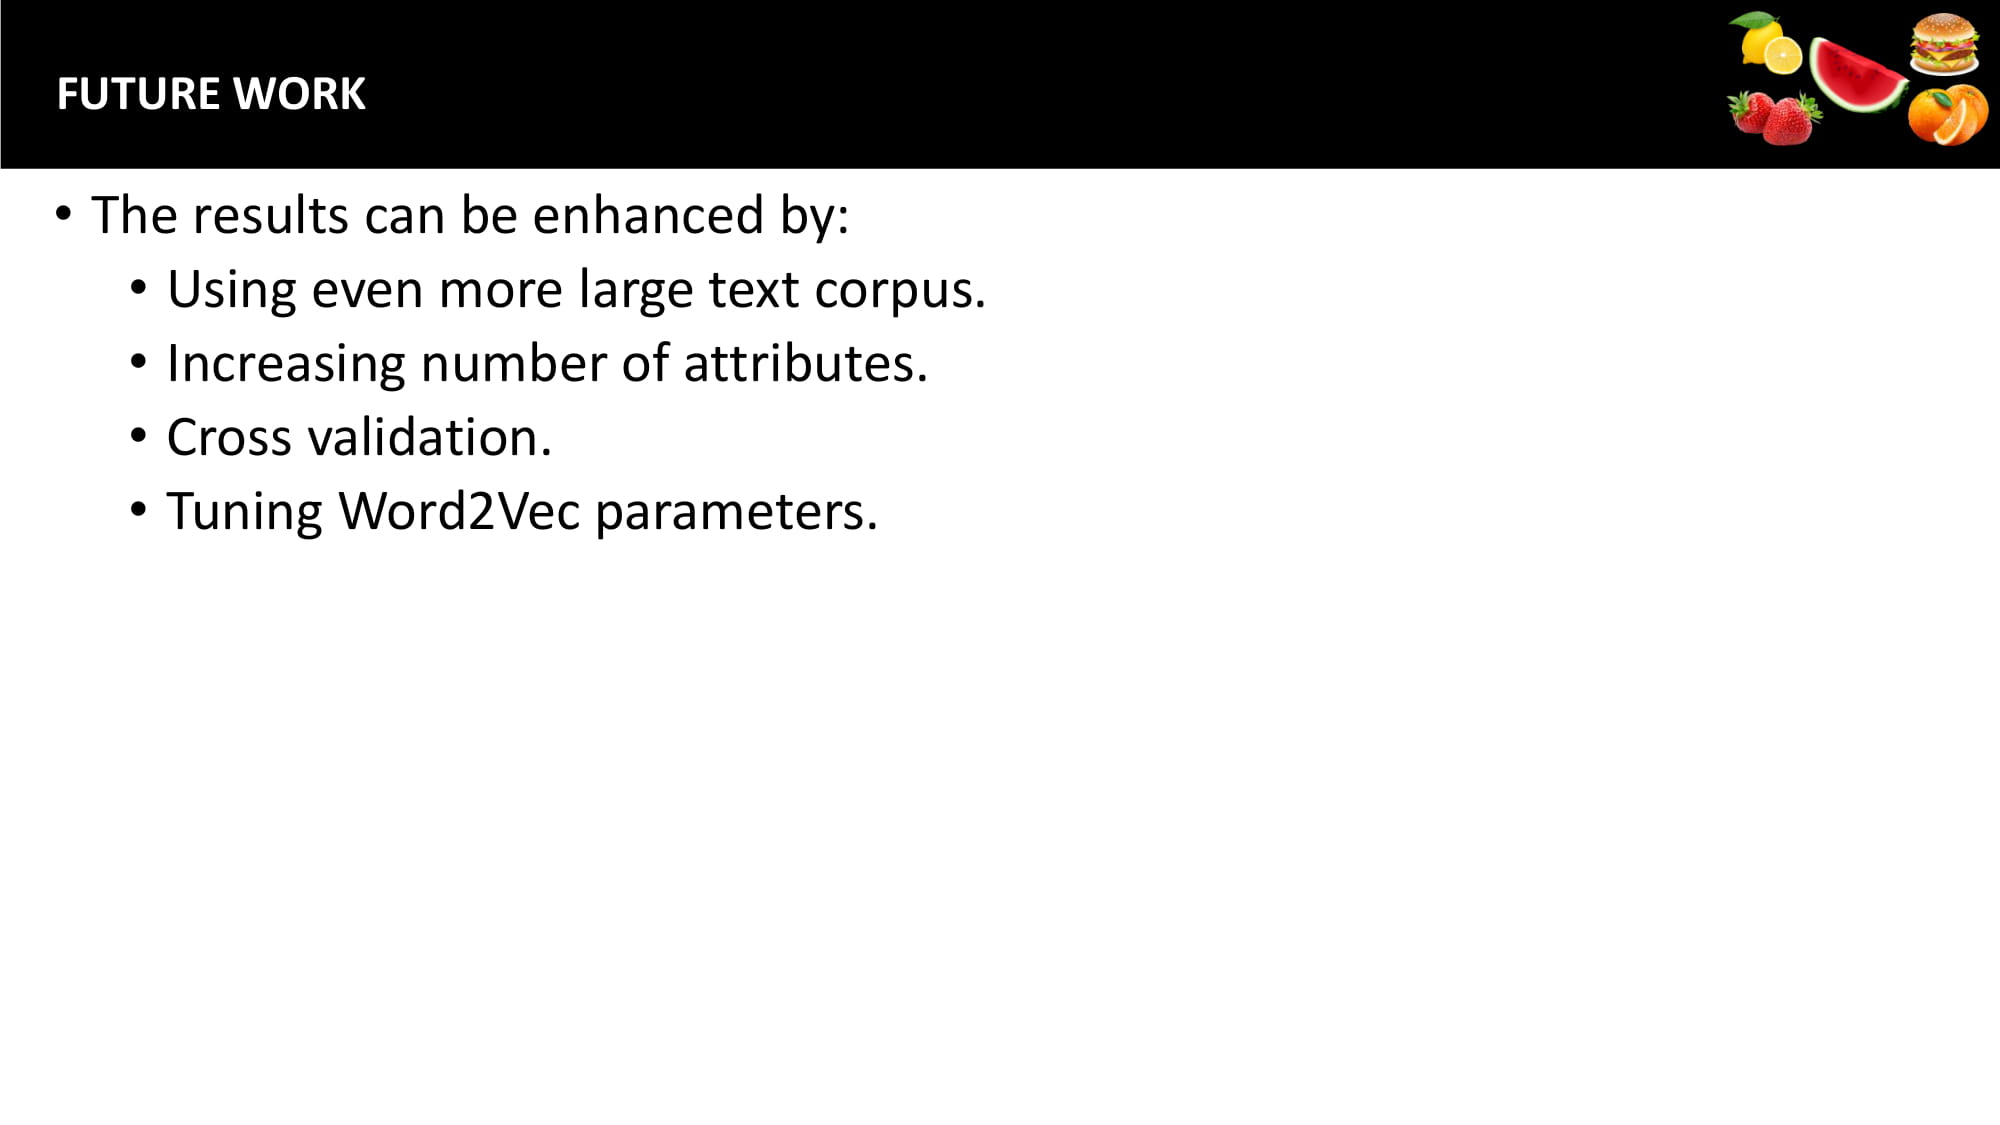 FUTURE WORK
• The results can be enhanced by:
• Using even more large text corpus.
• Increasing number of attributes.
• Cross validation.
• Tuning Word2Vec parameters.